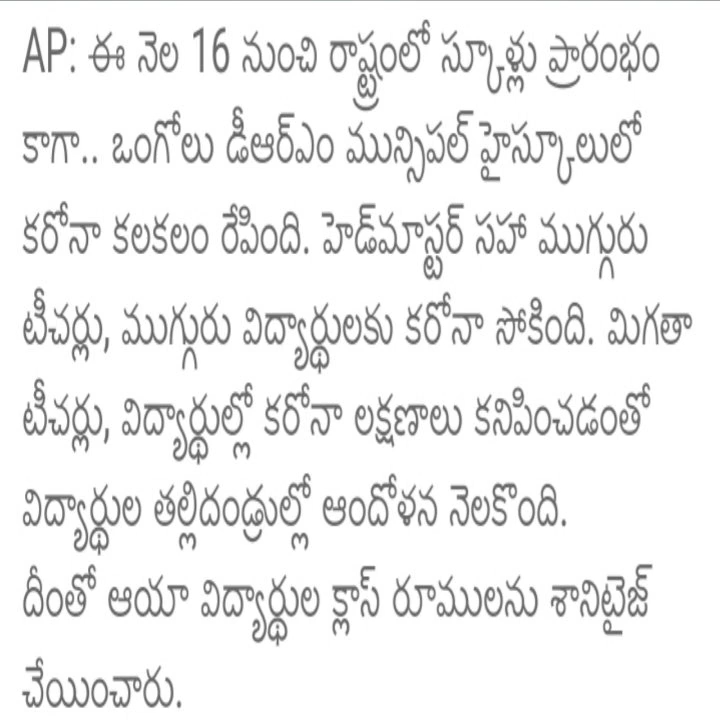 AP: ఈ నెల 16 నుంచి రాష్ట్రంలో స్కూళ్లు ప్రారంభం
కాగా.. ఒంగోలు డీఆర్ఎం మున్సిపల్ హైస్కూలులో
కరోనా కలకలం రేపింది. హెడ్‌మాస్టర్ సహా ముగ్గురు
టీచర్లు, ముగ్గురు విద్యార్థులకు కరోనా సోకింది. మిగతా
టీచర్లు, విద్యార్థుల్లో కరోనా లక్షణాలు కనిపించడంతో
విద్యార్థుల తల్లిదండ్రుల్లో ఆందోళన నెలకొంది.
దీంతో ఆయా విద్యార్థుల క్లాస్ రూములను శానిటైజ్
చేయించారు.